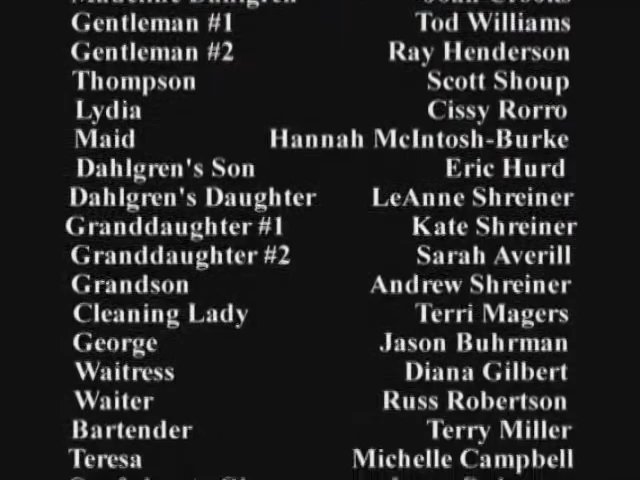 Gentleman #1 Tod Williams
Gentleman #2 Ray Henderson
Thompson Scott Shoup
Lydia Cissy Rorro
Maid Hannah McIntosh-Burke
Dahlgren's Son Eric Hurd
Dahlgren's Daughter LeAnne Shreiner
Granddaughter #1 Kate Shreiner
Granddaughter #2 Sarah Averill
Grandson Andrew Shreiner
Cleaning Lady Terri Magers
George Jason Buhrman
Waitress Diana Gilbert
Waiter Russ Robertson
Bartender Terry Miller
Teresa Michelle Campbell